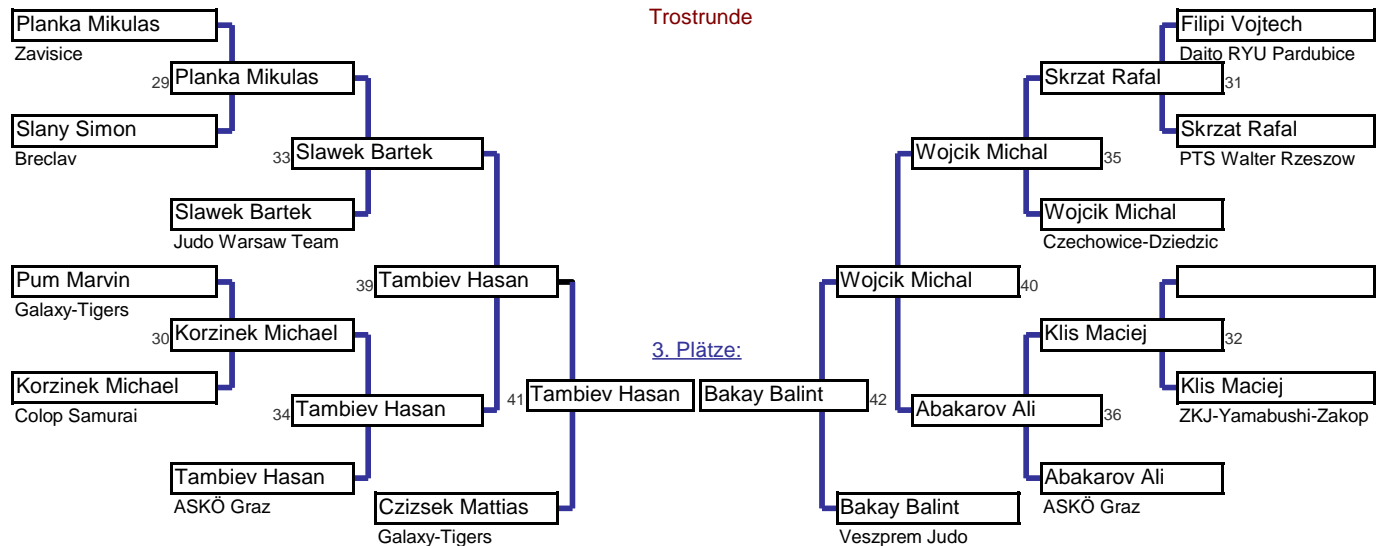 Trostrunde
Planka Mikulas
Zavisice
29 Planka Mikulas
Slany Simon
Breclav
33 Slawek Bartek
Slawek Bartek
Judo Warsaw Team
Pum Marvin
Galaxy-Tigers
39 Tambiev Hasan
30 Korzinek Michael
Korzinek Michael
Colop Samurai
34 Tambiev Hasan
Tambiev Hasan
ASKÖ Graz
Czizsek Mattias
Galaxy-Tigers
3. Plätze:
41 Tambiev Hasan
Bakay Balint 42
Filipi Vojtech
Daito RYU Pardubice
Skrzat Rafal 31
Skrzat Rafal
PTS Walter Rzeszow
Wojcik Michal 35
Wojcik Michal
Czechowice-Dziedzic
Wojcik Michal 40
Klis Maciej 32
Klis Maciej
ZKJ-Yamabushi-Zakop
Abakarov Ali 36
Abakarov Ali
ASKÖ Graz
Bakay Balint
Veszprem Judo